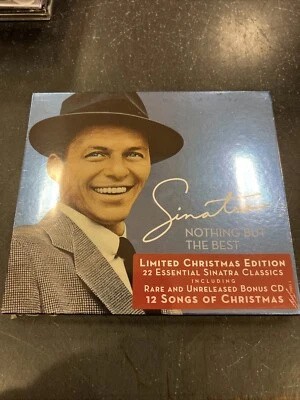 Sinatra
NOTHING BUT
THE BEST
LIMITED CHRISTMAS EDITION
22 ESSENTIAL SINATRA CLASSICS
INCLUDING
RARE AND UNRELEASED BONUS CD
12 SONGS OF CHRISTMAS